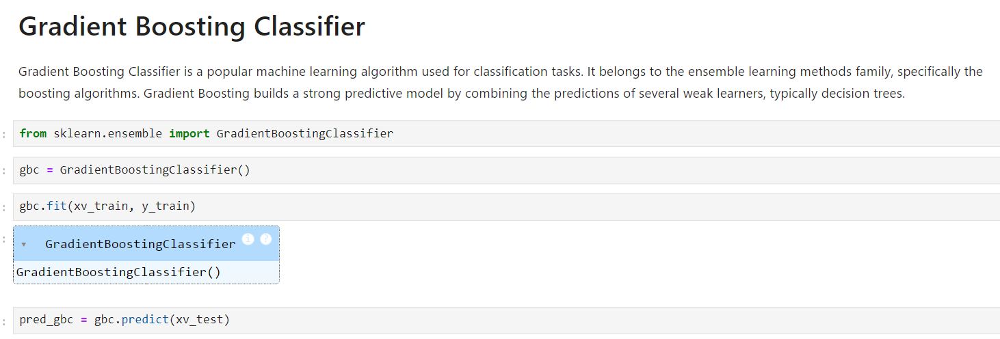 Gradient Boosting Classifier
Gradient Boosting Classifier is a popular machine learning algorithm used for classification tasks. It belongs to the ensemble learning methods family, specifically the
boosting algorithms. Gradient Boosting builds a strong predictive model by combining the predictions of several weak learners, typically decision trees.
: from sklearn.ensemble import GradientBoostingClassifier
: gbc = GradientBoostingClassifier()
: gbc.fit(xv_train, y_train)
: ▾ GradientBoostingClassifier i ?
GradientBoostingClassifier()
: pred_gbc = gbc.predict(xv_test)